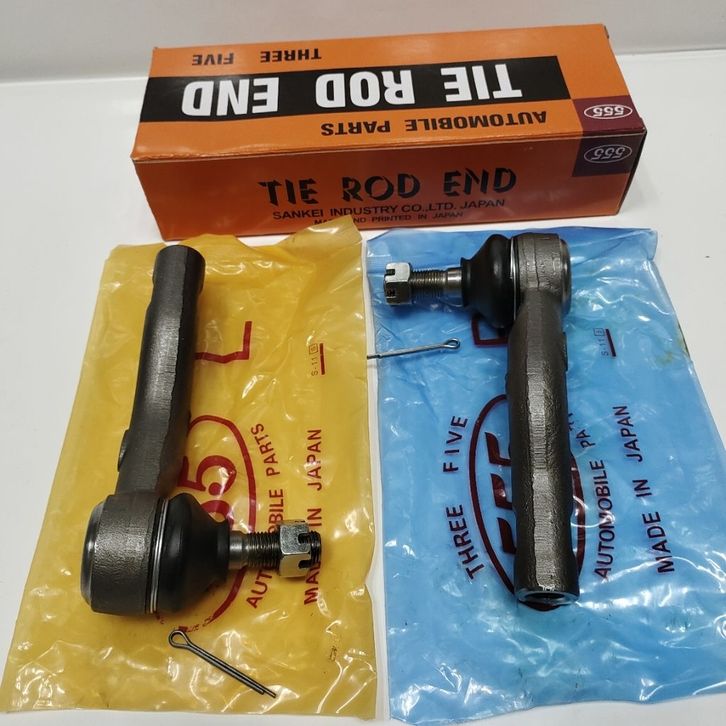 THREE FIVE
TIE ROD END
AUTOMOBILE PARTS
555
555
TIE ROD END
SANKEI INDUSTRY CO.,LTD. JAPAN
PRINTED IN JAPAN
L
AUTOMOBILE PARTS
MADE IN JAPAN
THREE FIVE
555
AUTOMOBILE PA
MADE IN JAPAN